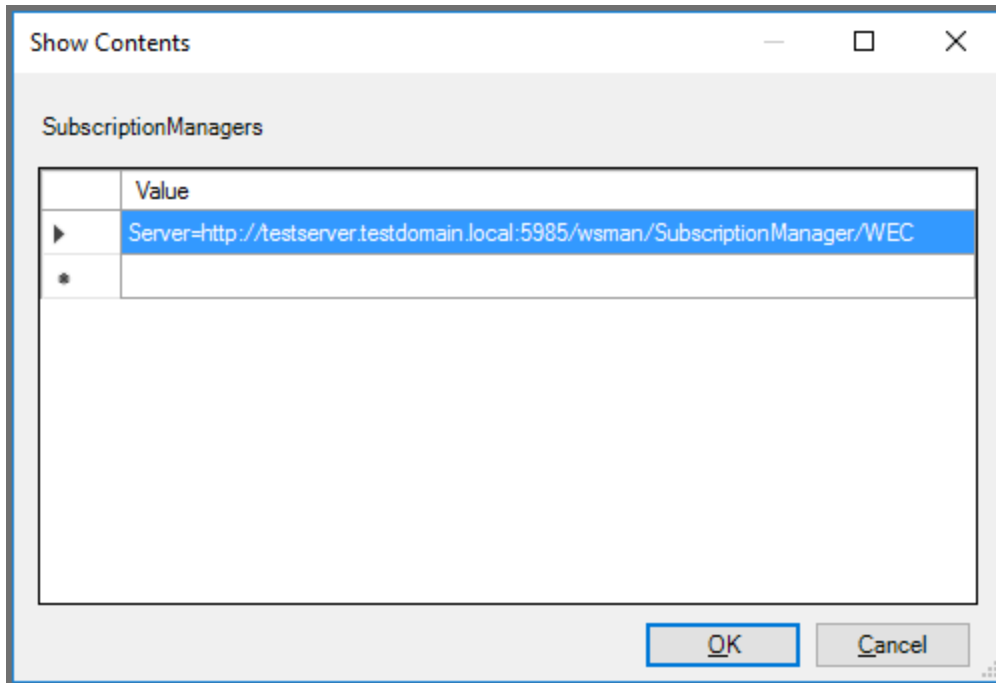 Show Contents
SubscriptionManagers
Value
Server=http://testserver.testdomain.local:5985/wsman/SubscriptionManager/WEC
OK
Cancel